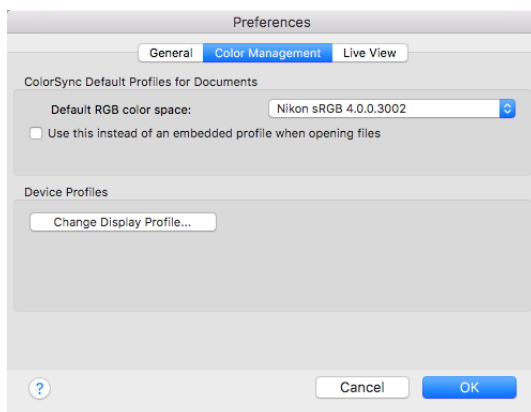 Preferences
General Color Management Live View
ColorSync Default Profiles for Documents
Default RGB color space: Nikon sRGB 4.0.0.3002
Use this instead of an embedded profile when opening files
Device Profiles
Change Display Profile...
? Cancel OK